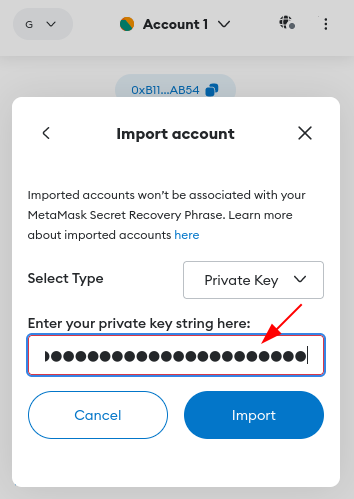 G
Account 1
0xB11...AB54
Import account
Imported accounts won't be associated with your
MetaMask Secret Recovery Phrase. Learn more
about imported accounts here
Select Type
Private Key
Enter your private key string here:
Cancel
Import